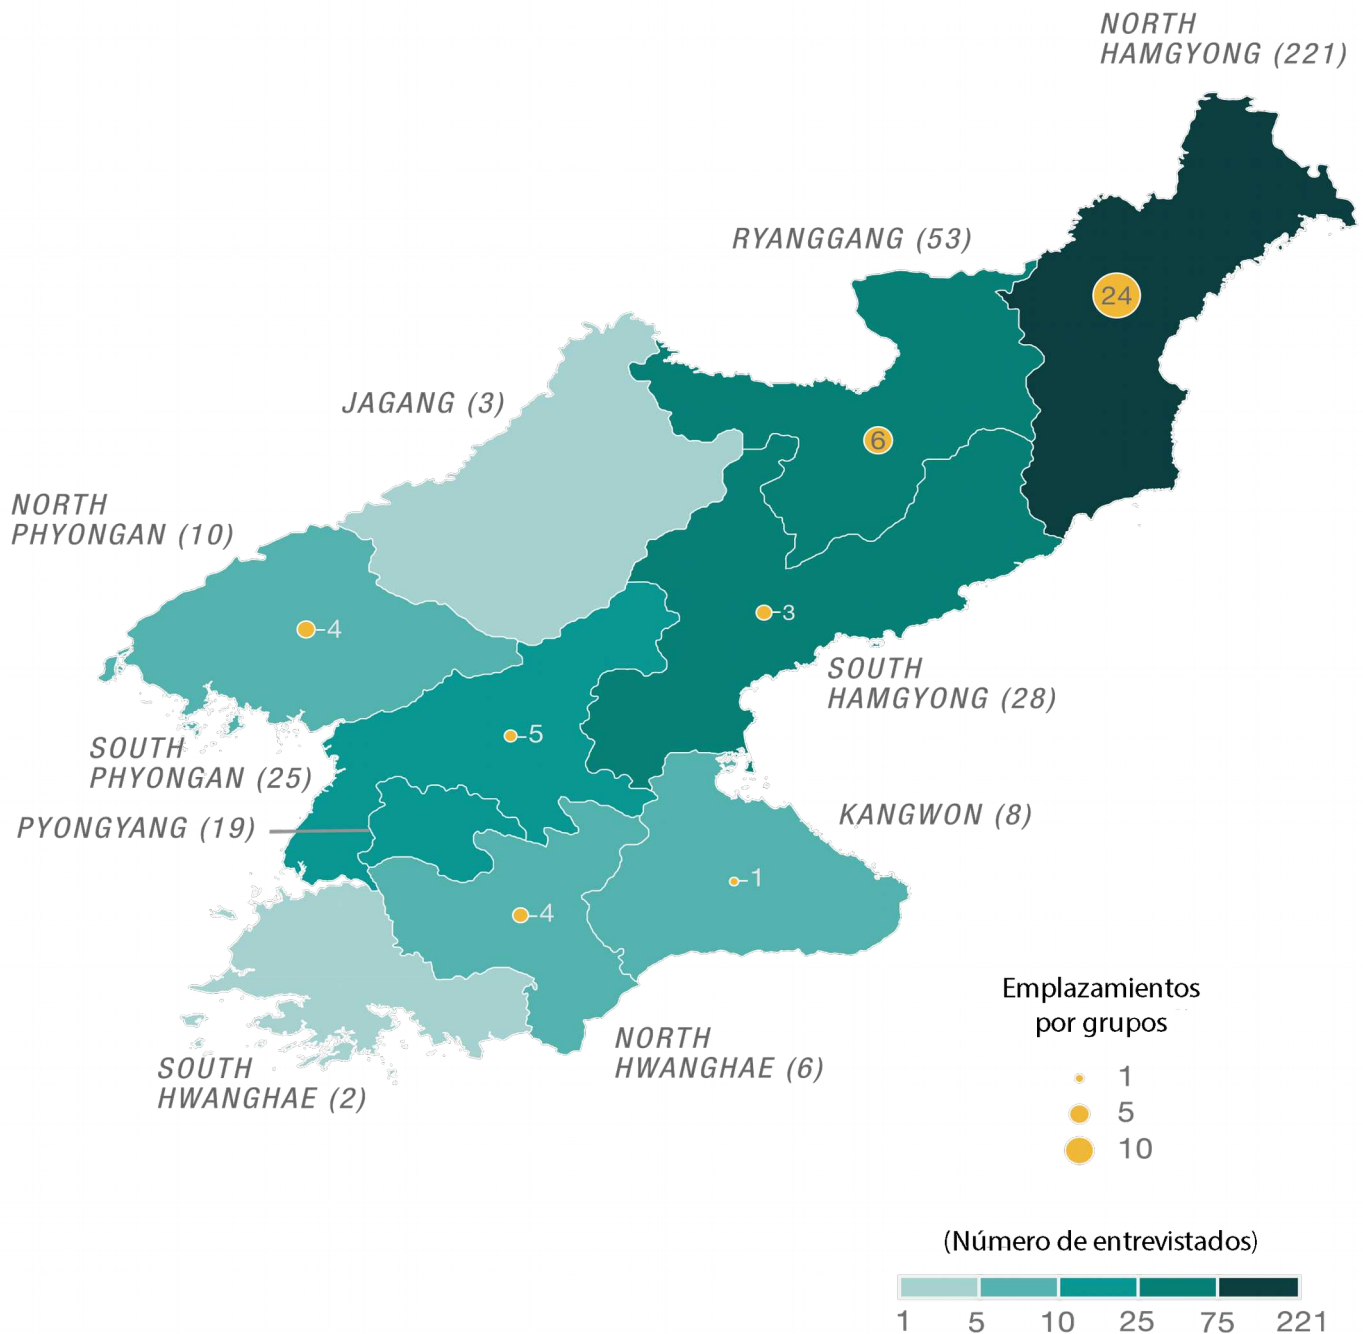 NORTH
HAMGYONG (221)
RYANGGANG (53)
24
JAGANG (3)
6
NORTH
PHYONGAN (10)
4
3
SOUTH
HAMGYONG (28)
SOUTH
PHYONGAN (25)
5
PYONGYANG (19)
KANGWON (8)
1
4
SOUTH
HWANGHAE (2)
NORTH
HWANGHAE (6)
Emplazamientos
por grupos
1
5
10
(Número de entrevistados)
1 5 10 25 75 221